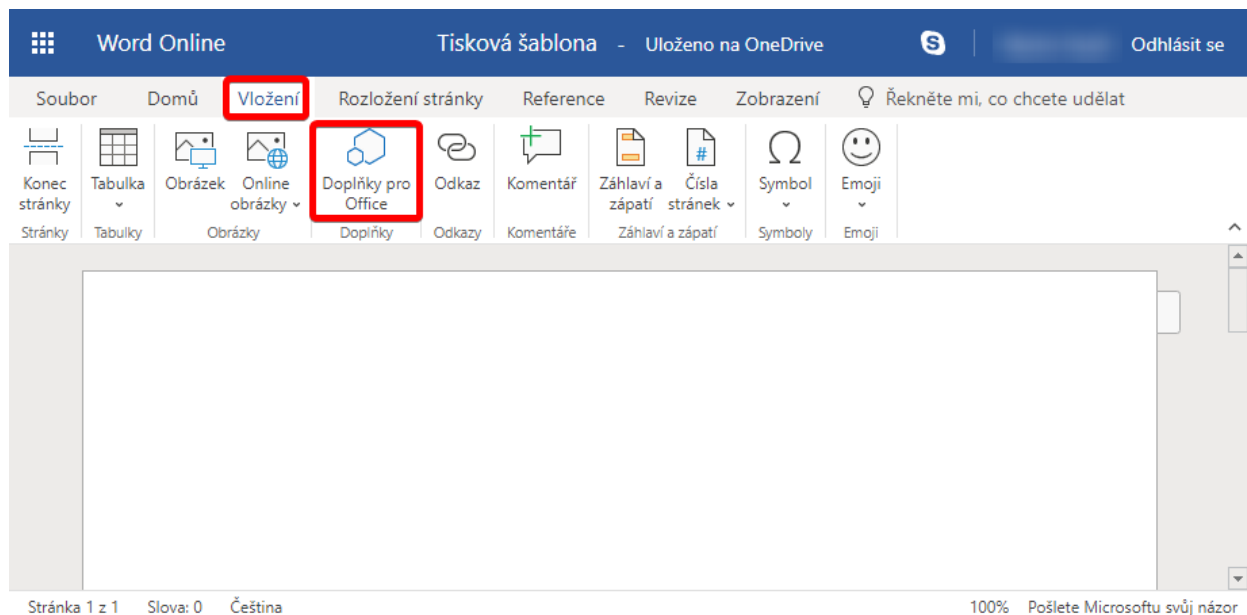 Word Online Tisková šablona - Uloženo na OneDrive Odhlásit se
Soubor Domů Vložení Rozložení stránky Reference Revize Zobrazení Řekněte mi, co chcete udělat
Konec stránky
Tabulka
Obrázek
Online obrázky
Doplňky pro Office
Odkaz
Komentář
Záhlaví a zápatí
Čísla stránek
Symbol
Emoji
Stránky Tabulky Obrázky Doplňky Odkazy Komentáře Záhlaví a zápatí Symboly Emoji
Stránka 1 z 1 Slova: 0 Čeština 100% Pošlete Microsoftu svůj názor